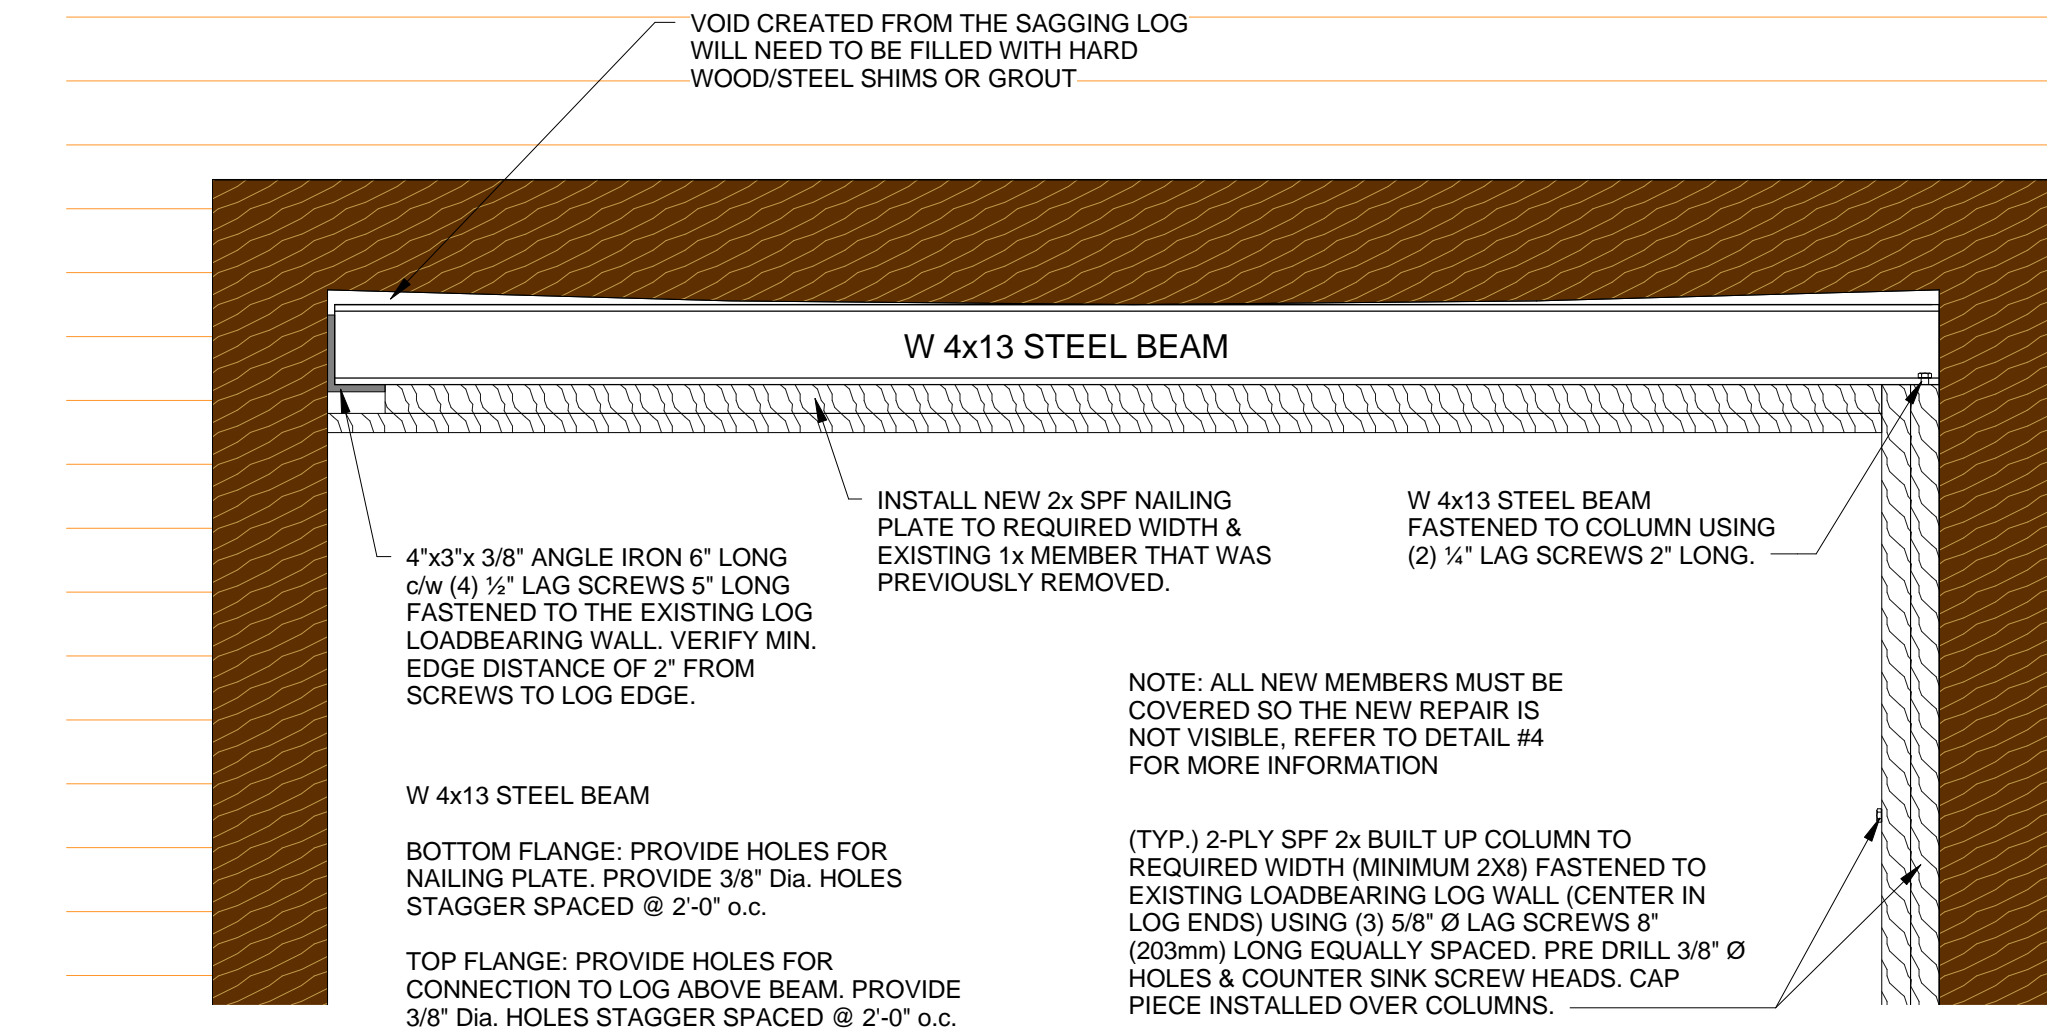 VOID CREATED FROM THE SAGGING LOG
WILL NEED TO BE FILLED WITH HARD
WOOD/STEEL SHIMS OR GROUT
W 4x13 STEEL BEAM
INSTALL NEW 2x SPF NAILING
PLATE TO REQUIRED WIDTH &
EXISTING 1x MEMBER THAT WAS
PREVIOUSLY REMOVED.
W 4x13 STEEL BEAM
FASTENED TO COLUMN USING
(2) ¼" LAG SCREWS 2" LONG.
4"x3"x 3/8" ANGLE IRON 6" LONG
c/w (4) ½" LAG SCREWS 5" LONG
FASTENED TO THE EXISTING LOG
LOADBEARING WALL. VERIFY MIN.
EDGE DISTANCE OF 2" FROM
SCREWS TO LOG EDGE.
NOTE: ALL NEW MEMBERS MUST BE
COVERED SO THE NEW REPAIR IS
NOT VISIBLE, REFER TO DETAIL #4
FOR MORE INFORMATION
W 4x13 STEEL BEAM
BOTTOM FLANGE: PROVIDE HOLES FOR
NAILING PLATE. PROVIDE 3/8" Dia. HOLES
STAGGER SPACED @ 2'-0" o.c.
TOP FLANGE: PROVIDE HOLES FOR
CONNECTION TO LOG ABOVE BEAM. PROVIDE
3/8" Dia. HOLES STAGGER SPACED @ 2'-0" o.c.
(TYP.) 2-PLY SPF 2x BUILT UP COLUMN TO
REQUIRED WIDTH (MINIMUM 2X8) FASTENED TO
EXISTING LOADBEARING LOG WALL (CENTER IN
LOG ENDS) USING (3) 5/8" Ø LAG SCREWS 8"
(203mm) LONG EQUALLY SPACED. PRE DRILL 3/8" Ø
HOLES & COUNTER SINK SCREW HEADS. CAP
PIECE INSTALLED OVER COLUMNS.